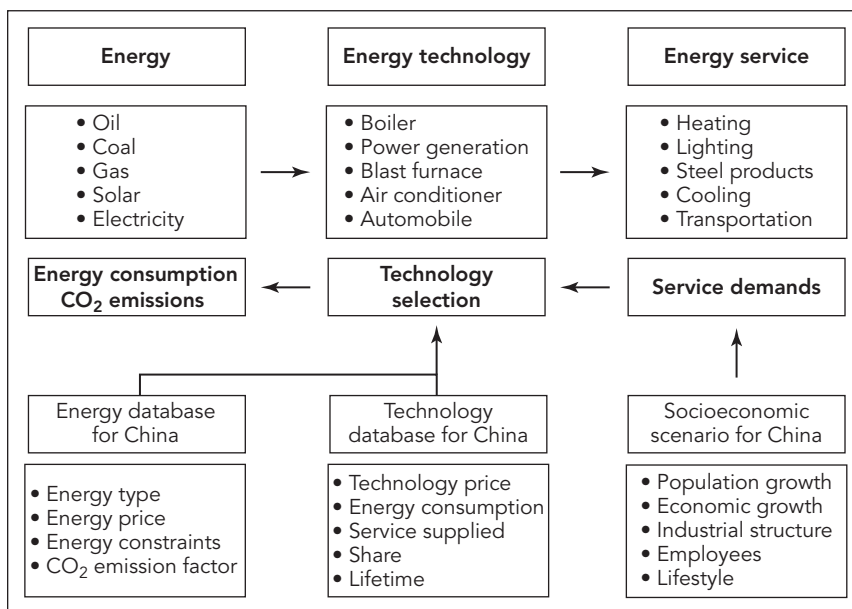 Energy
Energy technology
Energy service
• Oil
• Coal
• Gas
• Solar
• Electricity
• Boiler
• Power generation
• Blast furnace
• Air conditioner
• Automobile
• Heating
• Lighting
• Steel products
• Cooling
• Transportation
Energy consumption
CO₂ emissions
Technology
selection
Service demands
Energy database
for China
Technology
database for China
Socioeconomic
scenario for China
• Energy type
• Energy price
• Energy constraints
• CO₂ emission factor
• Technology price
• Energy consumption
• Service supplied
• Share
• Lifetime
• Population growth
• Economic growth
• Industrial structure
• Employees
• Lifestyle